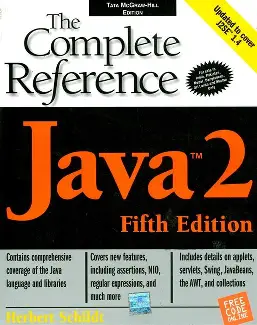 TATA MCGRAW-HILL
EDITION
The
Complete
Reference
Updated to cover
J2SE 1.4
Java™ 2
Fifth Edition
Contains comprehensive
coverage of the Java
language and libraries
Covers new features,
including assertions, NIO,
regular expressions, and
much more
Includes details on applets,
servlets, Swing, JavaBeans,
the AWT, and collections
Herbert Schildt
FREE
CODE
ONLINE